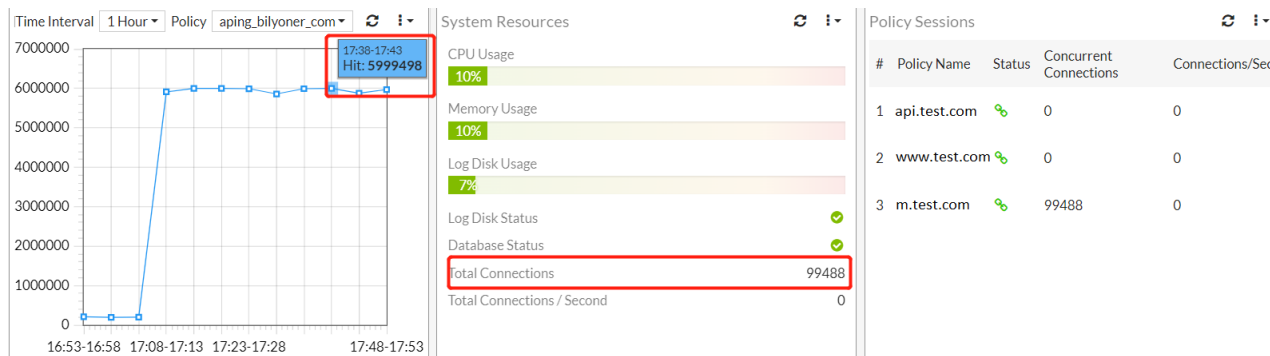 Time Interval 1 Hour Policy aping_bilyoner_com
7000000
6000000
5000000
4000000
3000000
2000000
1000000
0
17:38-17:43
Hit: 5999498
16:53-16:58 17:08-17:13 17:23-17:28 17:48-17:53
System Resources
CPU Usage
10%
Memory Usage
10%
Log Disk Usage
7%
Log Disk Status
Database Status
Total Connections 99488
Total Connections / Second 0
Policy Sessions
# Policy Name Status Concurrent Connections Connections/Sec
1 api.test.com 0 0
2 www.test.com 0 0
3 m.test.com 99488 0